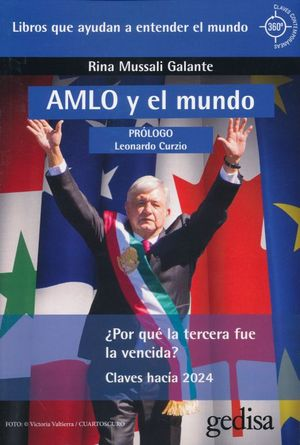 Libros que ayudan a entender el mundo
CLAVES CONTEMPORÁNEAS
360º
Rina Mussali Galante
AMLO y el mundo
PRÓLOGO
Leonardo Curzio
¿Por qué la tercera fue
la vencida?
Claves hacia 2024
FOTO: © Victoria Valtierra / CUARTOSCURO
gedisa